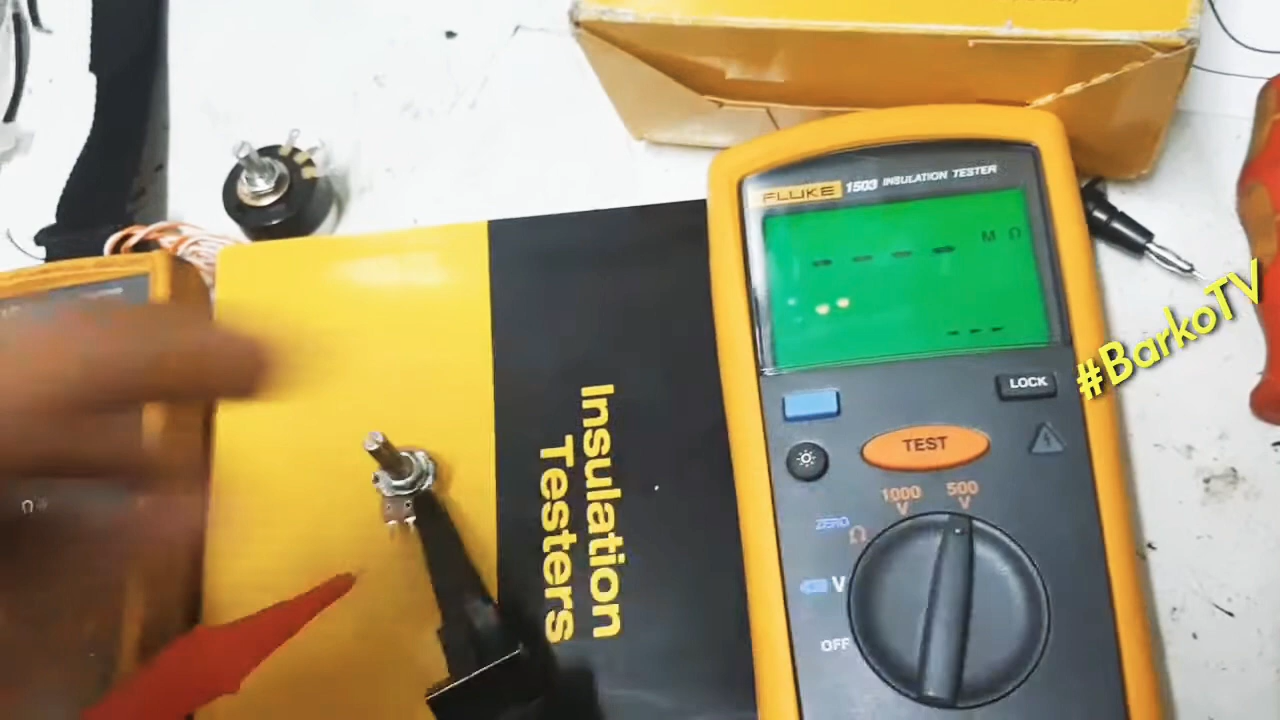 FLUKE 1503 INSULATION TESTER
- - - - M Ω
- - -
LOCK
TEST
1000 V
500 V
ZERO Ω
V
OFF
Insulation
Testers
#BarkoTV
Ω